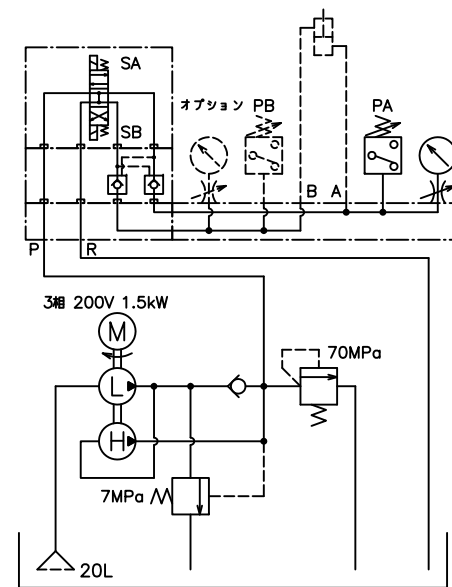 SA
オプション PB
PA
SB
B A
P
R
3相 200V 1.5kW
M
70MPa
L
H
7MPa
20L